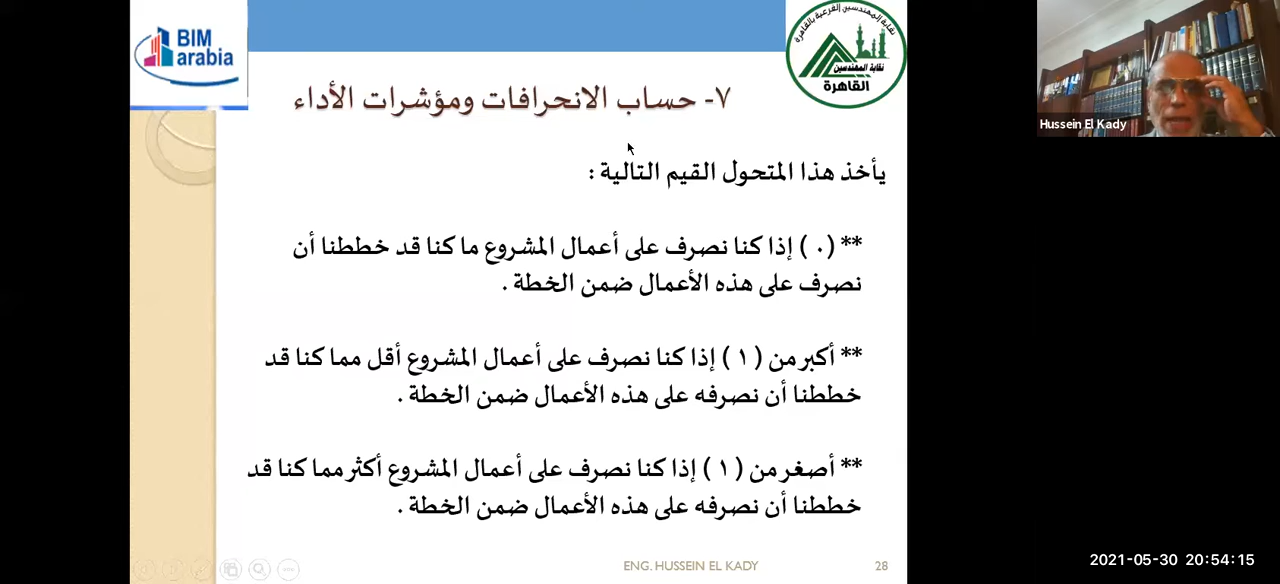 BIM
arabia
نقابة المهندسين الفرعية بالقاهرة
نقابة المهندسين
القاهرة
Hussein El Kady
٧- حساب الانحرافات ومؤشرات الأداء
يأخذ هذا المتحول القيم التالية :
** (٠) إذا كنا نصرف على أعمال المشروع ما كنا قد خططنا أن
نصرف على هذه الأعمال ضمن الخطة .
** أكبر من (١) إذا كنا نصرف على أعمال المشروع أقل مما كنا قد
خططنا أن نصرفه على هذه الأعمال ضمن الخطة .
** أصغر من (١) إذا كنا نصرف على أعمال المشروع أكثر مما كنا قد
خططنا أن نصرفه على هذه الأعمال ضمن الخطة .
ENG. HUSSEIN EL KADY
28
2021-05-30 20:54:15